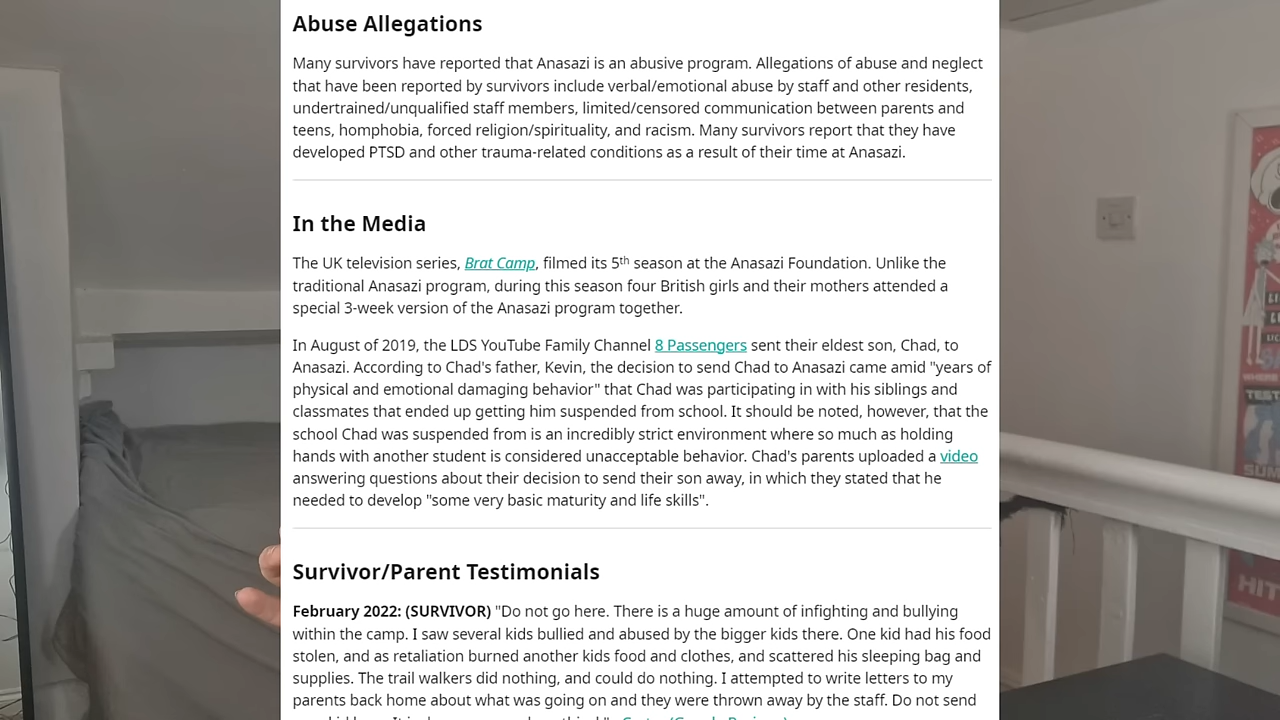 Abuse Allegations
Many survivors have reported that Anasazi is an abusive program. Allegations of abuse and neglect
that have been reported by survivors include verbal/emotional abuse by staff and other residents,
undertrained/unqualified staff members, limited/censored communication between parents and
teens, homphobia, forced religion/spirituality, and racism. Many survivors report that they have
developed PTSD and other trauma-related conditions as a result of their time at Anasazi.
In the Media
The UK television series, Brat Camp, filmed its 5th season at the Anasazi Foundation. Unlike the
traditional Anasazi program, during this season four British girls and their mothers attended a
special 3-week version of the Anasazi program together.
In August of 2019, the LDS YouTube Family Channel 8 Passengers sent their eldest son, Chad, to
Anasazi. According to Chad's father, Kevin, the decision to send Chad to Anasazi came amid "years of
physical and emotional damaging behavior" that Chad was participating in with his siblings and
classmates that ended up getting him suspended from school. It should be noted, however, that the
school Chad was suspended from is an incredibly strict environment where so much as holding
hands with another student is considered unacceptable behavior. Chad's parents uploaded a video
answering questions about their decision to send their son away, in which they stated that he
needed to develop "some very basic maturity and life skills".
Survivor/Parent Testimonials
February 2022: (SURVIVOR) "Do not go here. There is a huge amount of infighting and bullying
within the camp. I saw several kids bullied and abused by the bigger kids there. One kid had his food
stolen, and as retaliation burned another kids food and clothes, and scattered his sleeping bag and
supplies. The trail walkers did nothing, and could do nothing. I attempted to write letters to my
parents back home about what was going on and they were thrown away by the staff. Do not send
TEST
SUM
HIT